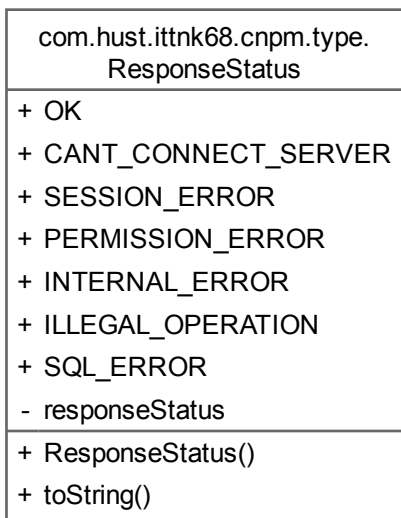 com.hust.ittnk68.cnpm.type.
ResponseStatus
+ OK
+ CANT_CONNECT_SERVER
+ SESSION_ERROR
+ PERMISSION_ERROR
+ INTERNAL_ERROR
+ ILLEGAL_OPERATION
+ SQL_ERROR
- responseStatus
+ ResponseStatus()
+ toString()